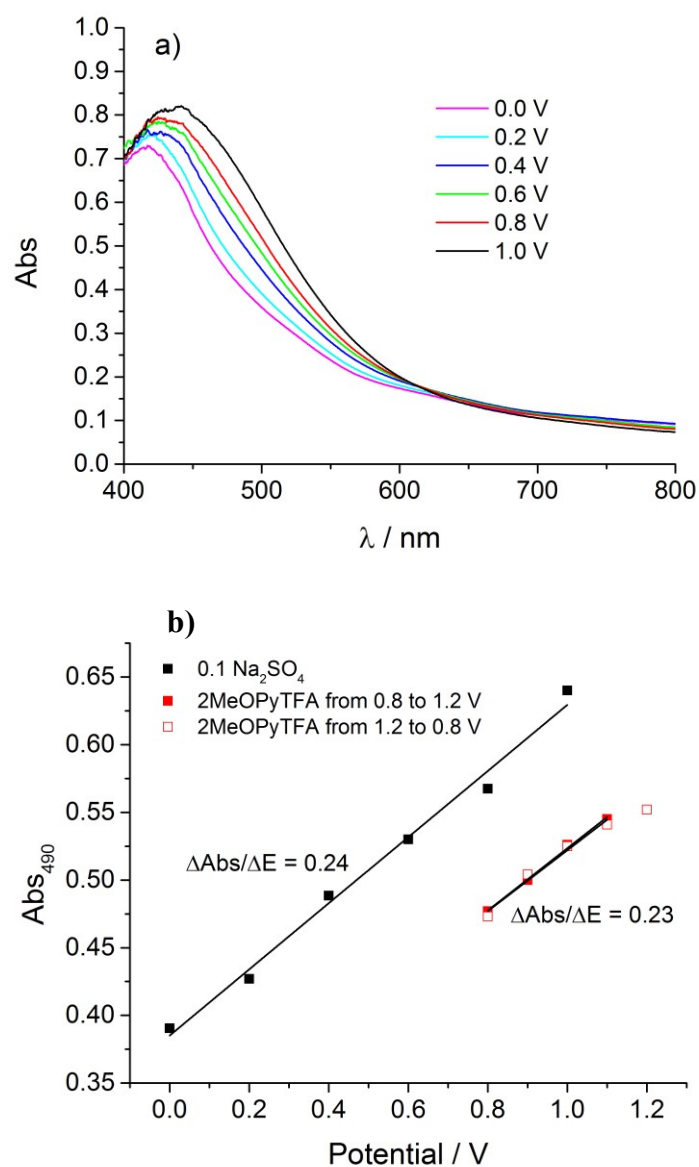 a)
1.0
0.9
0.8
0.7
0.6
0.5
0.4
0.3
0.2
0.1
0.0
Abs
0.0 V
0.2 V
0.4 V
0.6 V
0.8 V
1.0 V
400 500 600 700 800
λ / nm
b)
0.65
0.60
0.55
0.50
0.45
0.40
0.35
Abs₄₉₀
0.1 Na₂SO₄
2MeOPyTFA from 0.8 to 1.2 V
2MeOPyTFA from 1.2 to 0.8 V
ΔAbs/ΔE = 0.24
ΔAbs/ΔE = 0.23
0.0 0.2 0.4 0.6 0.8 1.0 1.2
Potential / V